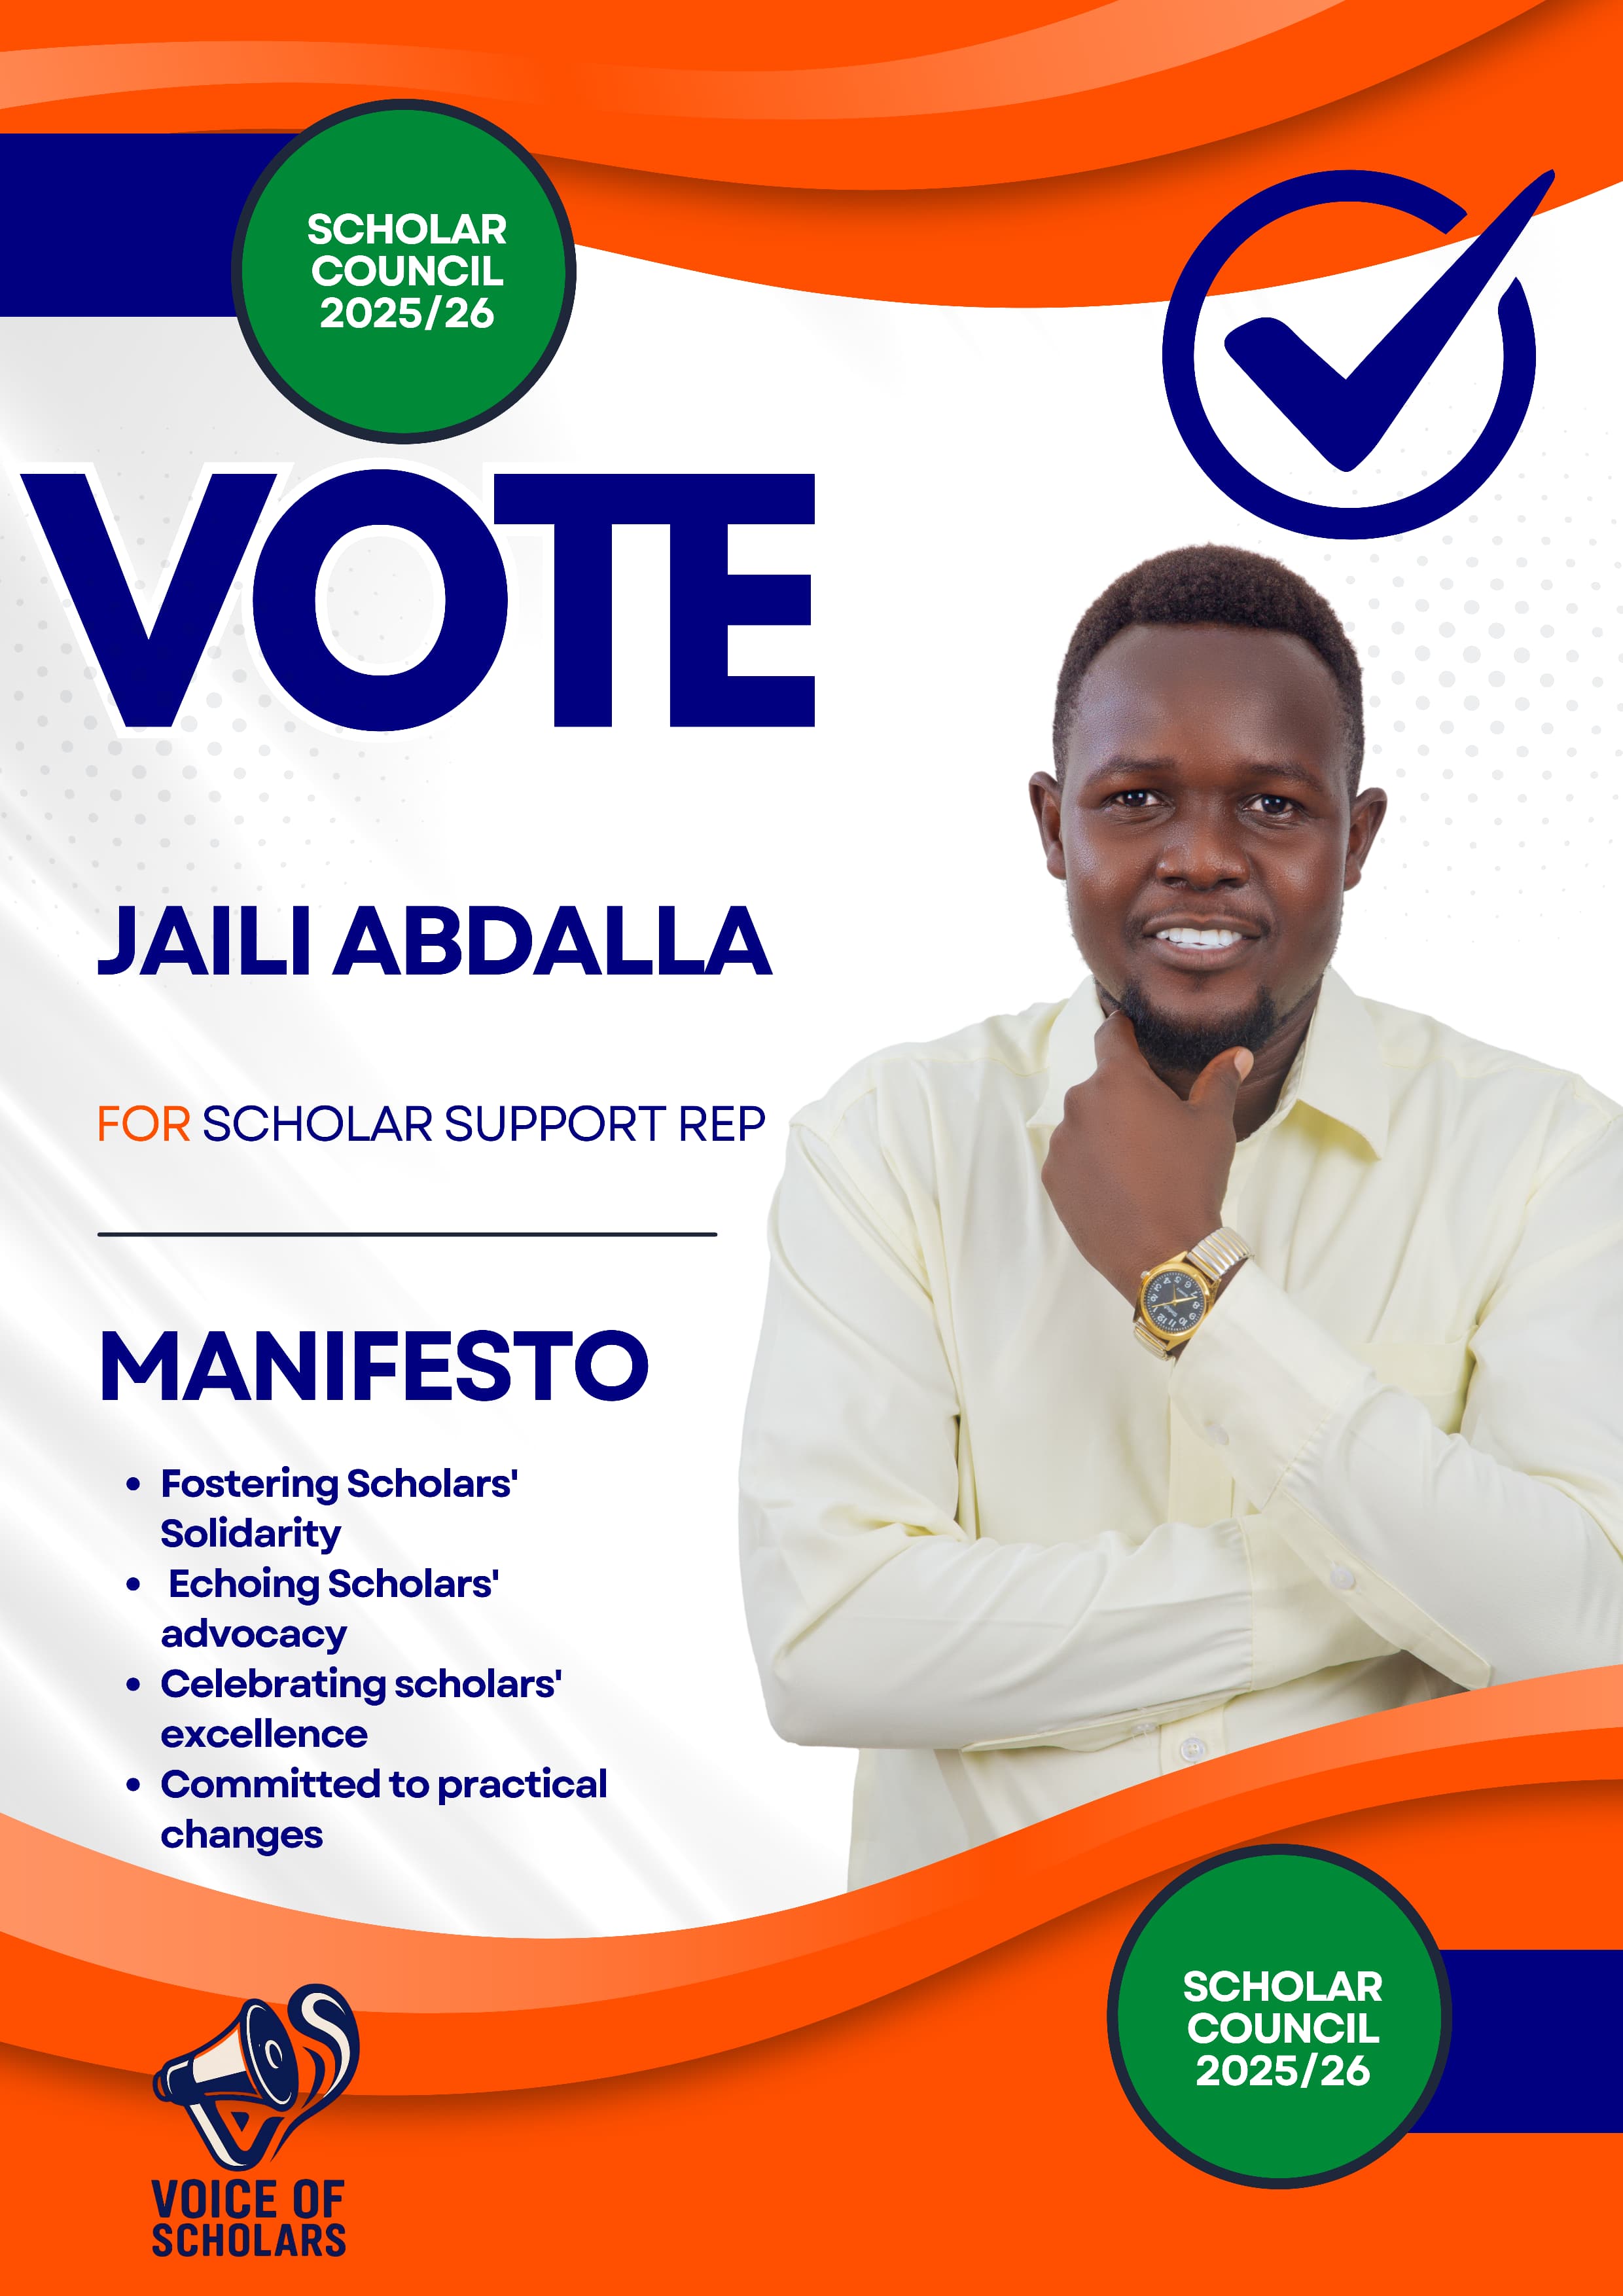 SCHOLAR
COUNCIL
2025/26
VOTE
JAILI ABDALLA
FOR SCHOLAR SUPPORT REP
MANIFESTO
• Fostering Scholars'
Solidarity
• Echoing Scholars'
advocacy
• Celebrating scholars'
excellence
• Committed to practical
changes
VOICE OF
SCHOLARS
SCHOLAR
COUNCIL
2025/26